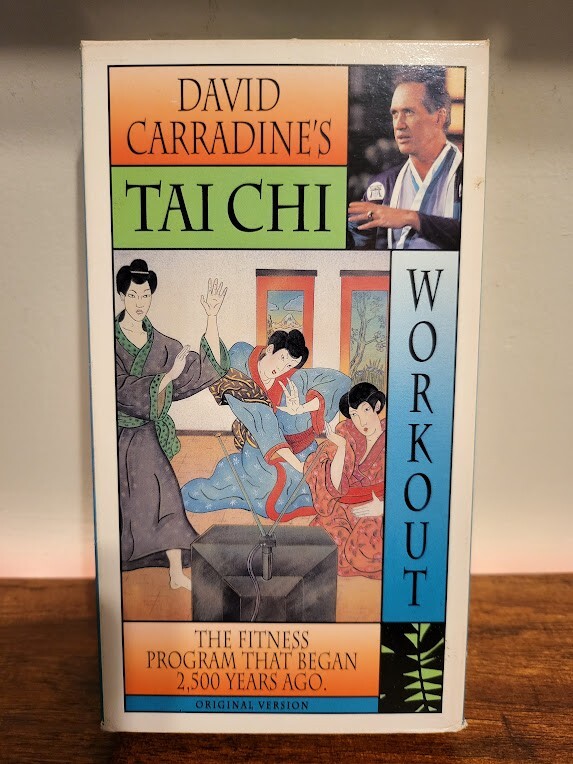 DAVID
CARRADINE'S
TAI CHI
WORKOUT
THE FITNESS
PROGRAM THAT BEGAN
2,500 YEARS AGO.
ORIGINAL VERSION